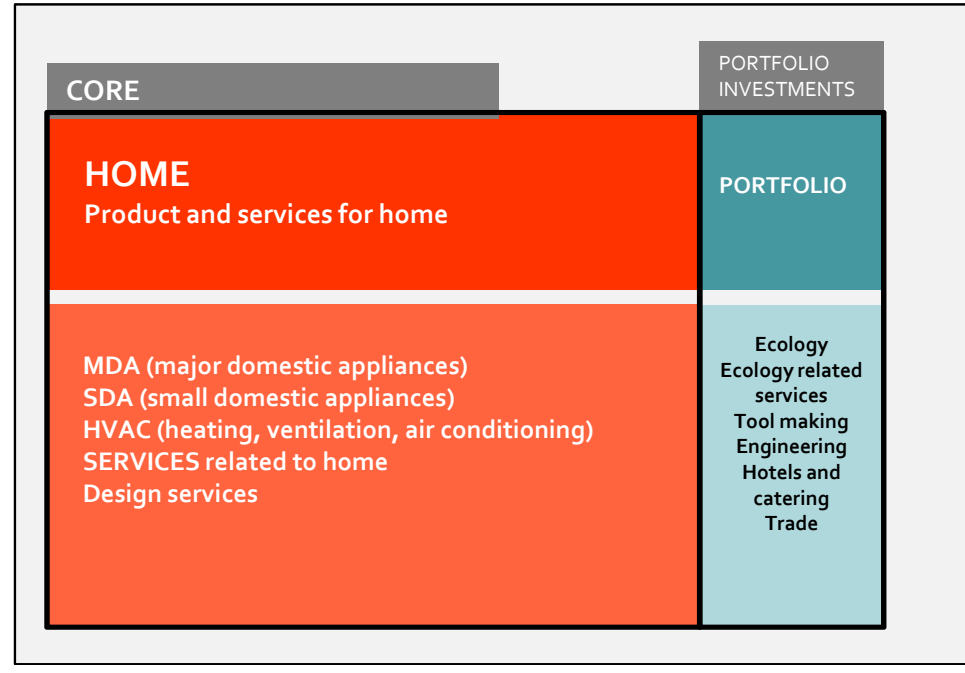 CORE
PORTFOLIO
INVESTMENTS
HOME
Product and services for home
PORTFOLIO
MDA (major domestic appliances)
SDA (small domestic appliances)
HVAC (heating, ventilation, air conditioning)
SERVICES related to home
Design services
Ecology
Ecology related
services
Tool making
Engineering
Hotels and
catering
Trade